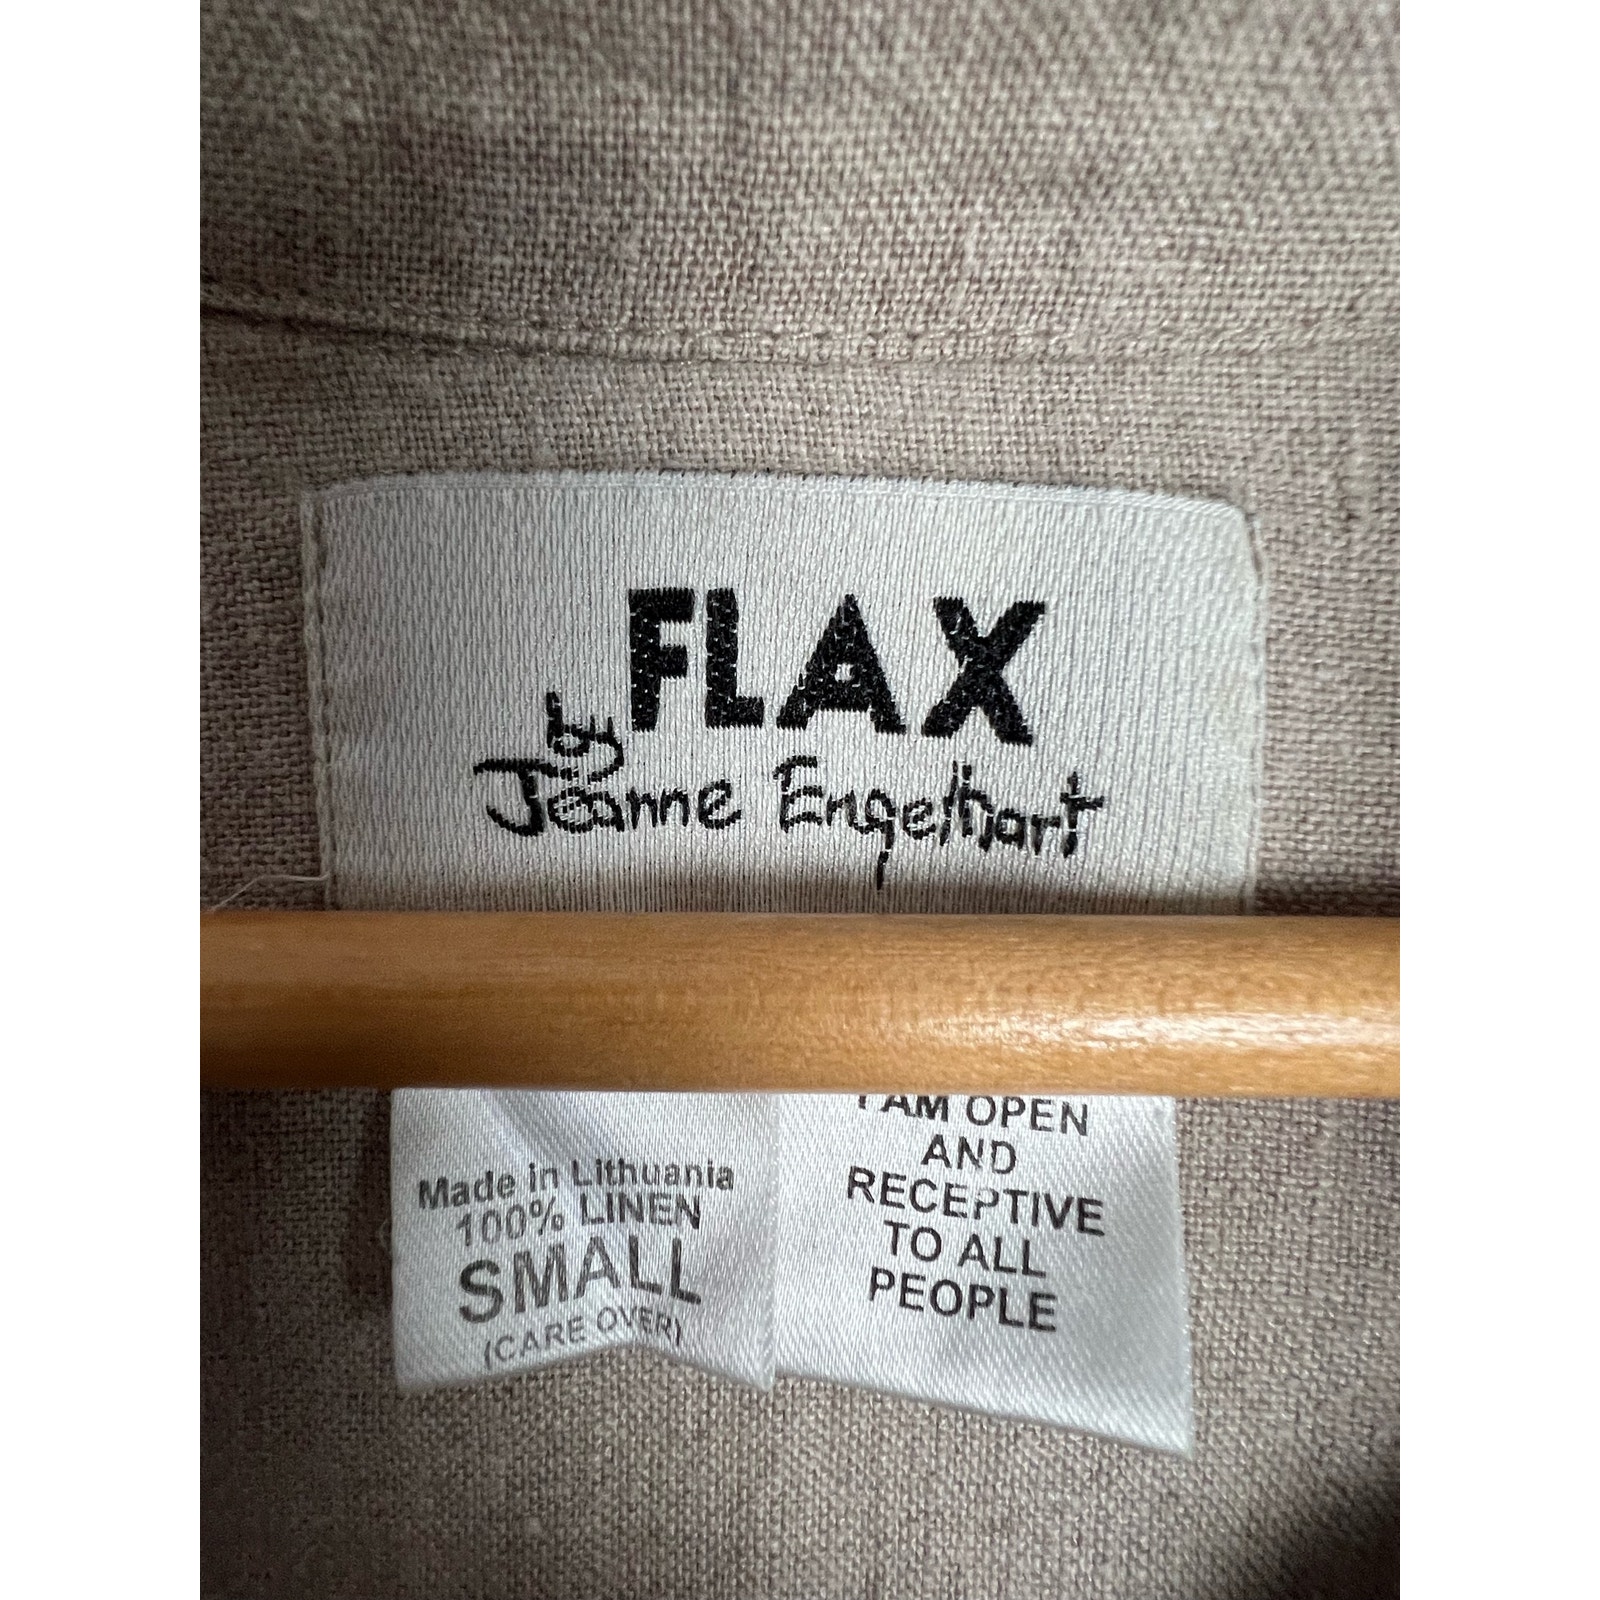 FLAX
by
Jeanne Engelhart
Made in Lithuania
100% LINEN
SMALL
(CARE OVER)
I AM OPEN
AND
RECEPTIVE
TO ALL
PEOPLE